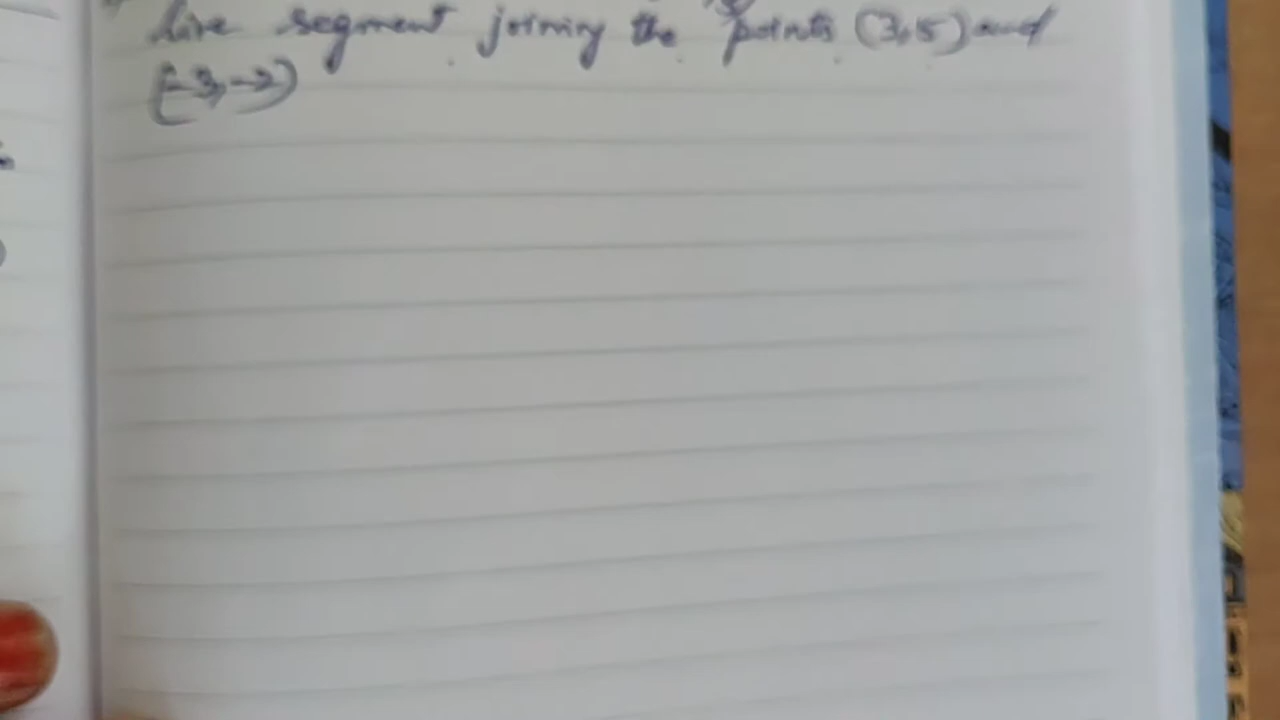 line segment joining the points (3,5) and
(-3,-2)